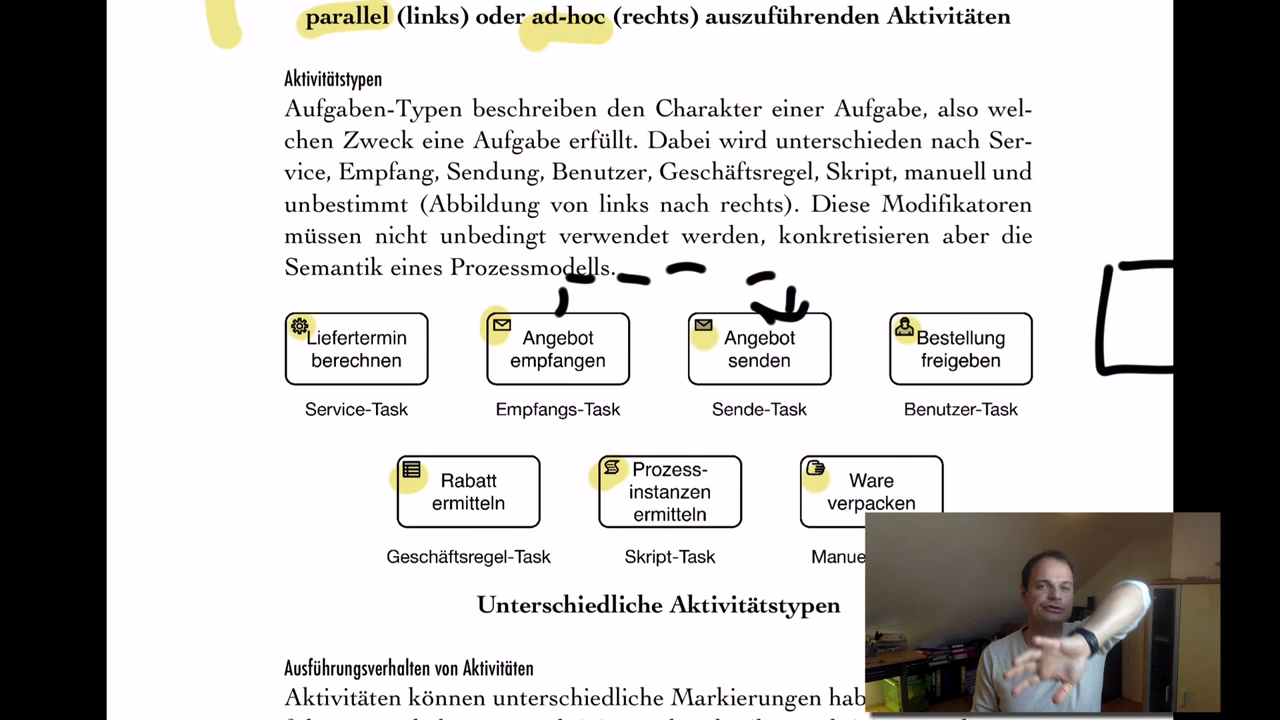 parallel (links) oder ad-hoc (rechts) auszuführenden Aktivitäten
Aktivitätstypen
Aufgaben-Typen beschreiben den Charakter einer Aufgabe, also wel-
chen Zweck eine Aufgabe erfüllt. Dabei wird unterschieden nach Ser-
vice, Empfang, Sendung, Benutzer, Geschäftsregel, Skript, manuell und
unbestimmt (Abbildung von links nach rechts). Diese Modifikatoren
müssen nicht unbedingt verwendet werden, konkretisieren aber die
Semantik eines Prozessmodells.
Liefertermin
berechnen
Angebot
empfangen
Angebot
senden
Bestellung
freigeben
Service-Task
Empfangs-Task
Sende-Task
Benutzer-Task
Rabatt
ermitteln
Prozess-
instanzen
ermitteln
Ware
verpacken
Geschäftsregel-Task
Skript-Task
Manue
Unterschiedliche Aktivitätstypen
Ausführungsverhalten von Aktivitäten
Aktivitäten können unterschiedliche Markierungen hab